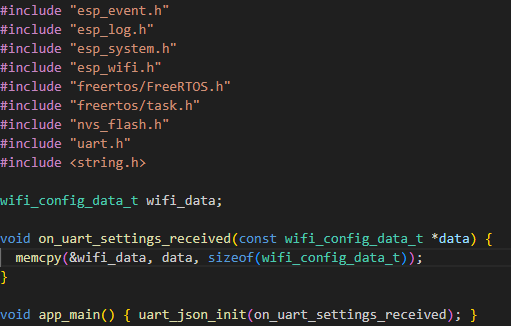 #include "esp_event.h"
#include "esp_log.h"
#include "esp_system.h"
#include "esp_wifi.h"
#include "freertos/FreeRTOS.h"
#include "freertos/task.h"
#include "nvs_flash.h"
#include "uart.h"
#include <string.h>

wifi_config_data_t wifi_data;

void on_uart_settings_received(const wifi_config_data_t *data) {
  memcpy(&wifi_data, data, sizeof(wifi_config_data_t));
}

void app_main() { uart_json_init(on_uart_settings_received); }